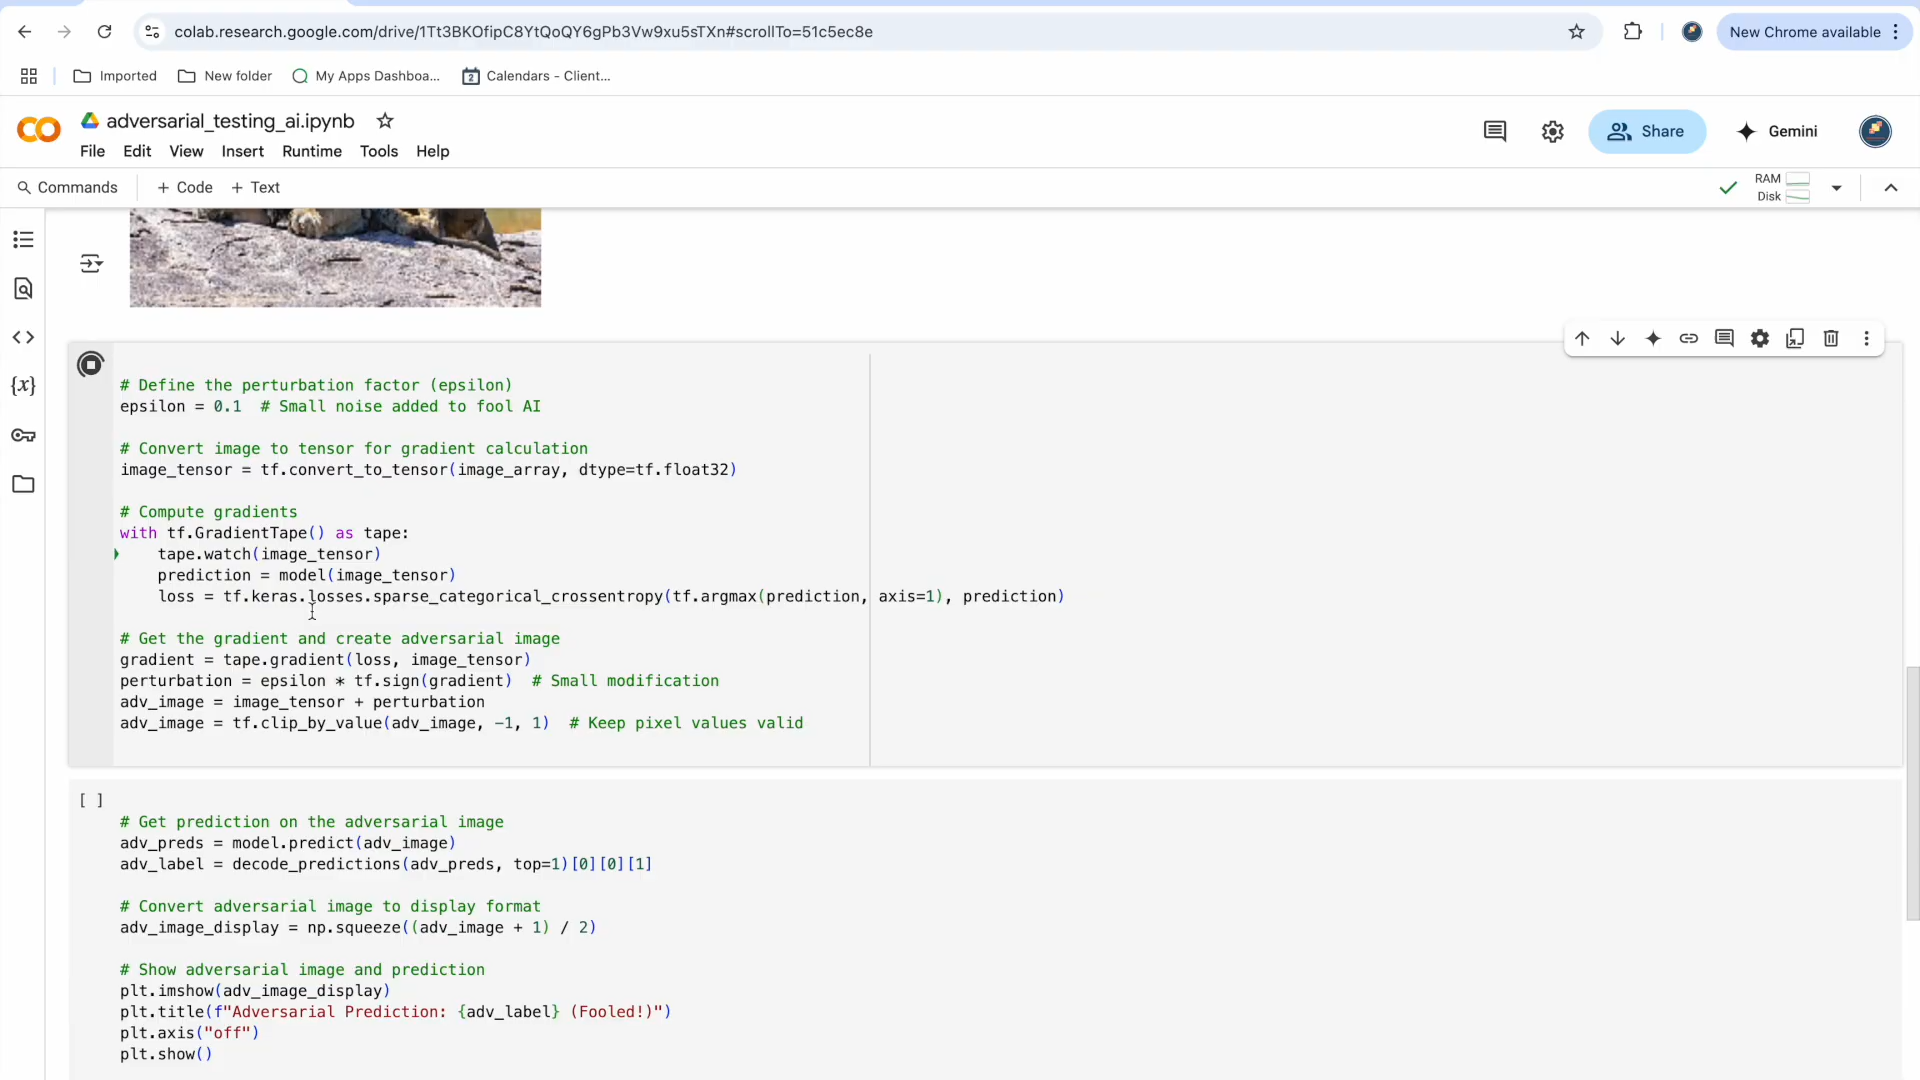 colab.research.google.com/drive/1Tt3BKOfipC8YtQoQY6gPb3Vw9xu5sTXn#scrollTo=51c5ec8e
New Chrome available
Imported
New folder
My Apps Dashboa...
Calendars - Client...
adversarial_testing_ai.ipynb
File Edit View Insert Runtime Tools Help
Share
Gemini
Commands
+ Code + Text
RAM
Disk
# Define the perturbation factor (epsilon)
epsilon = 0.1  # Small noise added to fool AI
# Convert image to tensor for gradient calculation
image_tensor = tf.convert_to_tensor(image_array, dtype=tf.float32)
# Compute gradients
with tf.GradientTape() as tape:
    tape.watch(image_tensor)
    prediction = model(image_tensor)
    loss = tf.keras.losses.sparse_categorical_crossentropy(tf.argmax(prediction, axis=1), prediction)
# Get the gradient and create adversarial image
gradient = tape.gradient(loss, image_tensor)
perturbation = epsilon * tf.sign(gradient)  # Small modification
adv_image = image_tensor + perturbation
adv_image = tf.clip_by_value(adv_image, -1, 1)  # Keep pixel values valid
[ ]
# Get prediction on the adversarial image
adv_preds = model.predict(adv_image)
adv_label = decode_predictions(adv_preds, top=1)[0][0][1]
# Convert adversarial image to display format
adv_image_display = np.squeeze((adv_image + 1) / 2)
# Show adversarial image and prediction
plt.imshow(adv_image_display)
plt.title(f"Adversarial Prediction: {adv_label} (Fooled!)")
plt.axis("off")
plt.show()